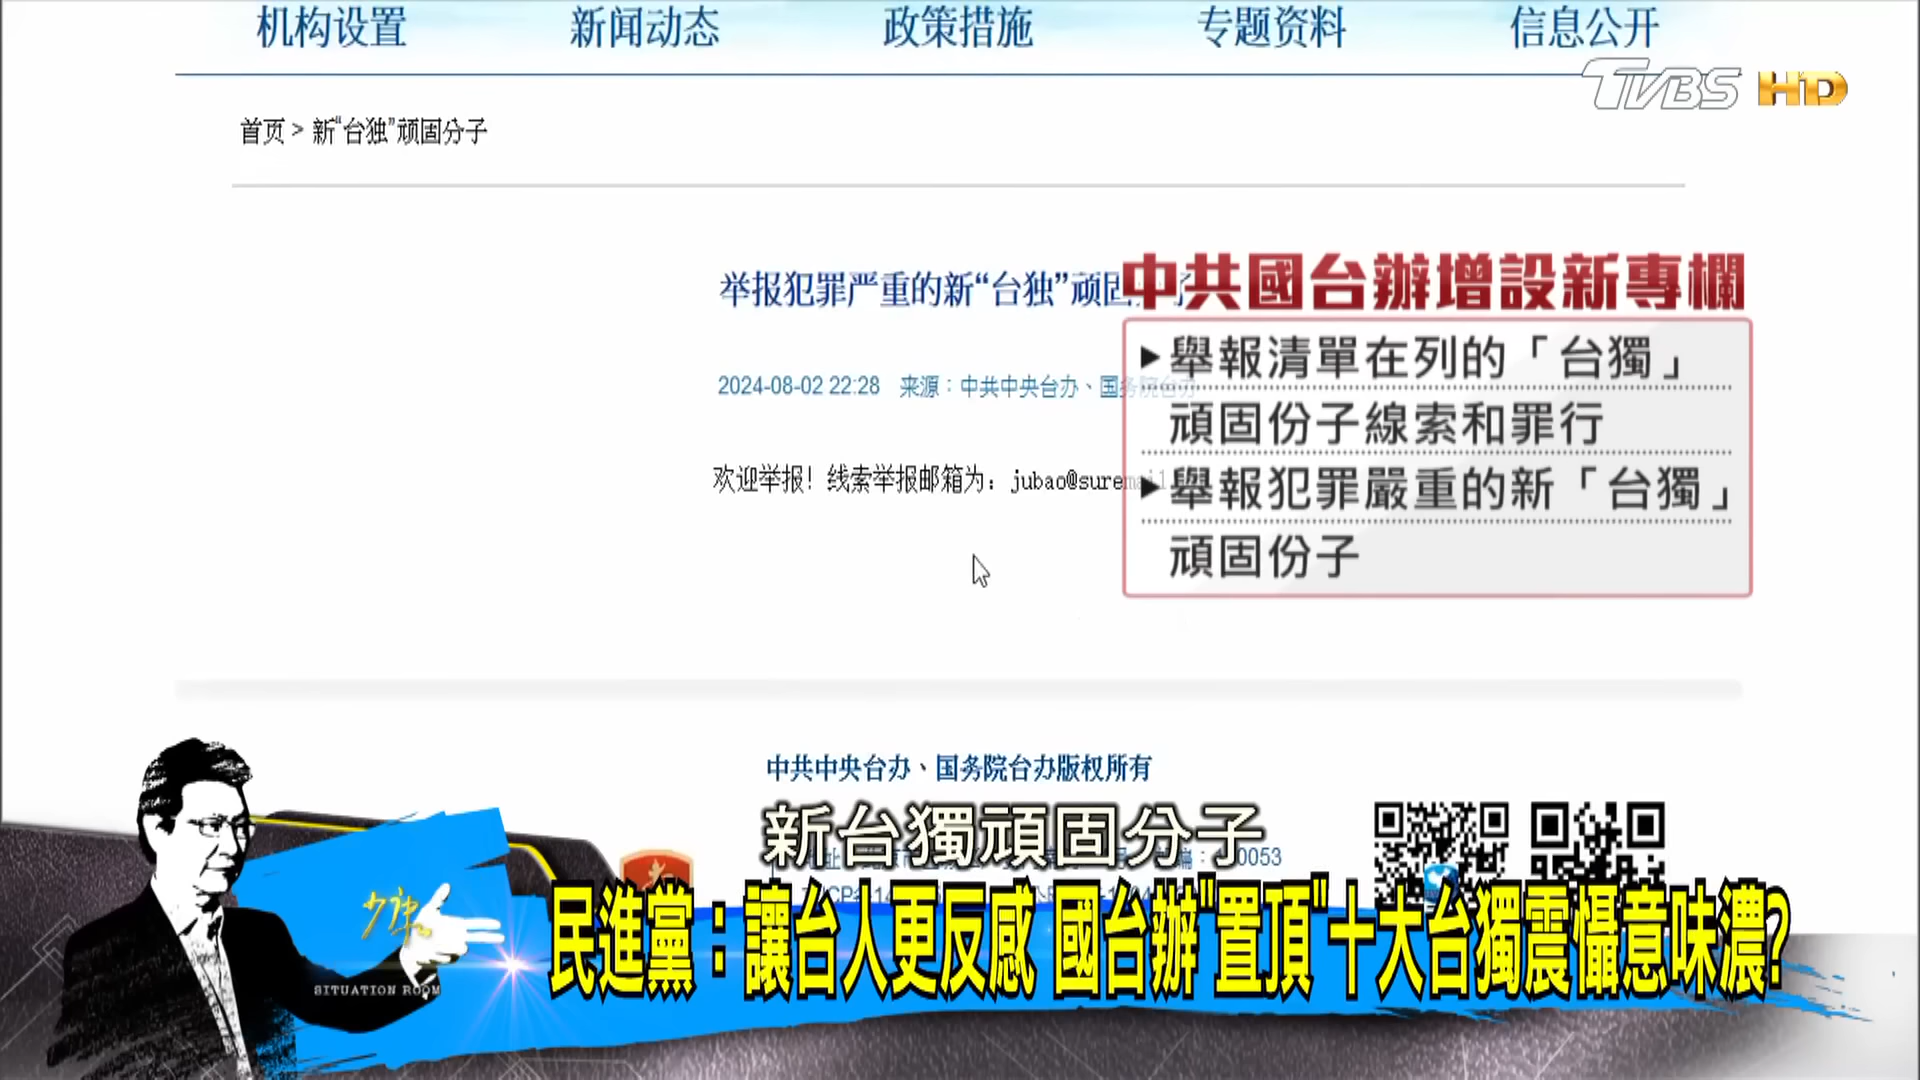 机构设置 新闻动态 政策措施 专题资料 信息公开
TVBS HD
首页 > 新“台独”顽固分子
举报犯罪严重的新“台独”顽固
2024-08-02 22:28 来源：中共中央台办、国务院台办
欢迎举报！线索举报邮箱为：jubao@suremail
中共國台辦增設新專欄
▶舉報清單在列的「台獨」
頑固份子線索和罪行
▶舉報犯罪嚴重的新「台獨」
頑固份子
中共中央台办、国务院台办版权所有
新台獨頑固分子
0053
少康
SITUATION ROOM
民進黨：讓台人更反感 國台辦"置頂"十大台獨震懾意味濃?